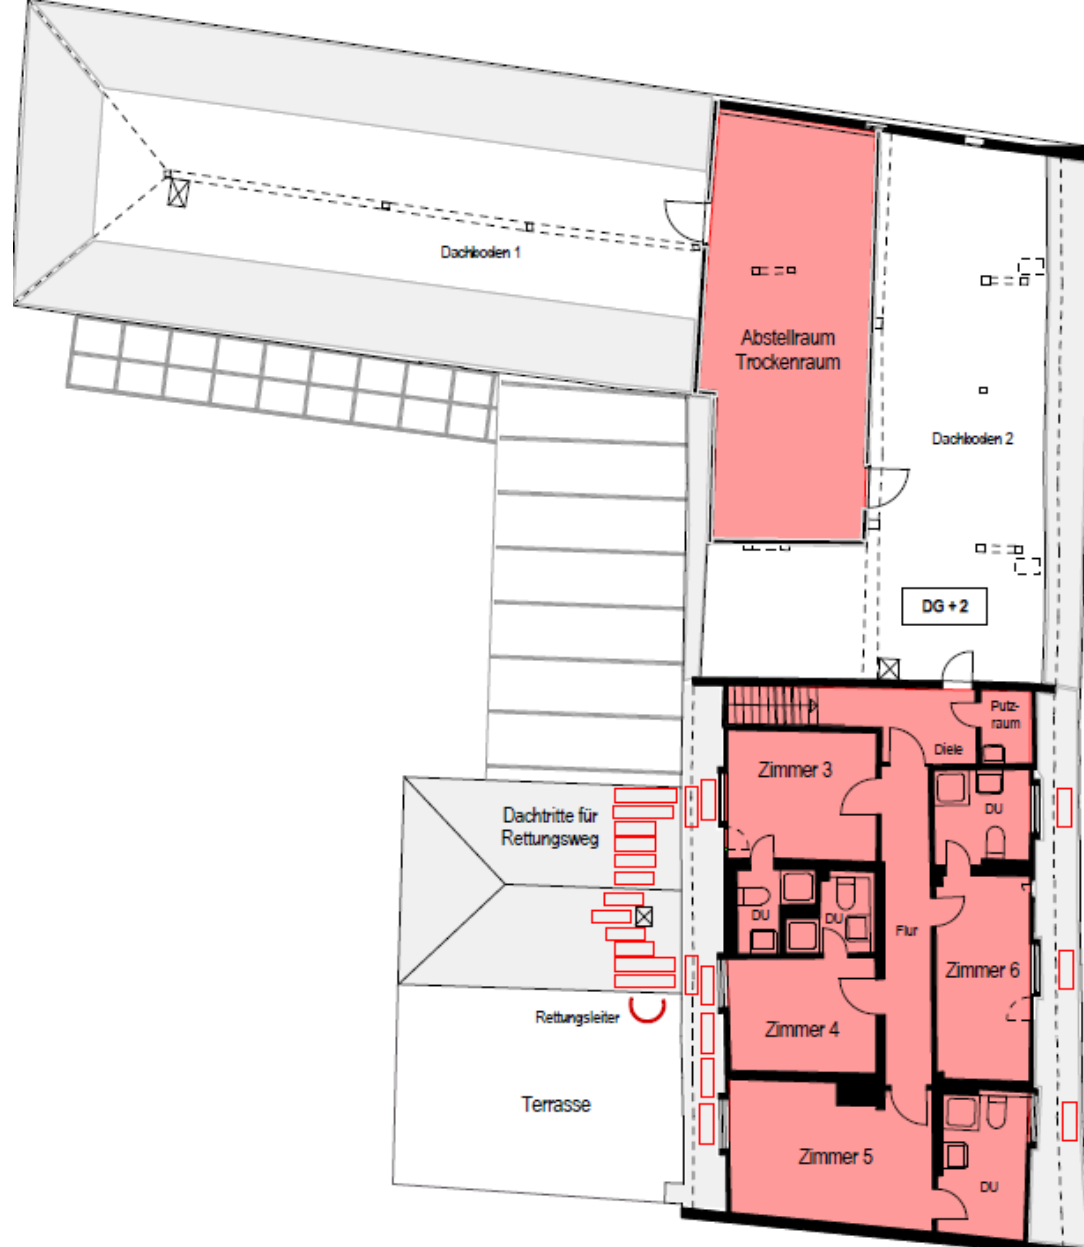 Dachboden 1
Abstellraum
Trockenraum
Dachboden 2
DG + 2
Putz-
raum
Diele
Zimmer 3
DU
Dachtritte für
Rettungsweg
DU
DU
Flur
Zimmer 6
Rettungsleiter
Zimmer 4
Terrasse
Zimmer 5
DU